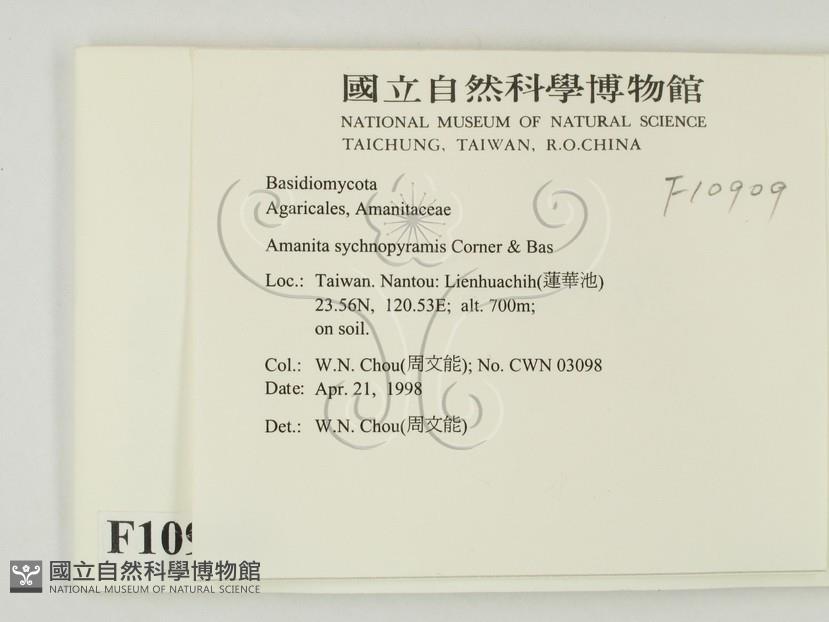 國立自然科學博物館
NATIONAL MUSEUM OF NATURAL SCIENCE
TAICHUNG, TAIWAN, R.O.CHINA
F10909
Basidiomycota
Agaricales, Amanitaceae
Amanita sychnopyramis Corner & Bas
Loc.: Taiwan. Nantou: Lienhuachih(蓮華池)
23.56N, 120.53E; alt. 700m;
on soil.
Col.: W.N. Chou(周文能); No. CWN 03098
Date: Apr. 21, 1998
Det.: W.N. Chou(周文能)
F109
國立自然科學博物館
NATIONAL MUSEUM OF NATURAL SCIENCE